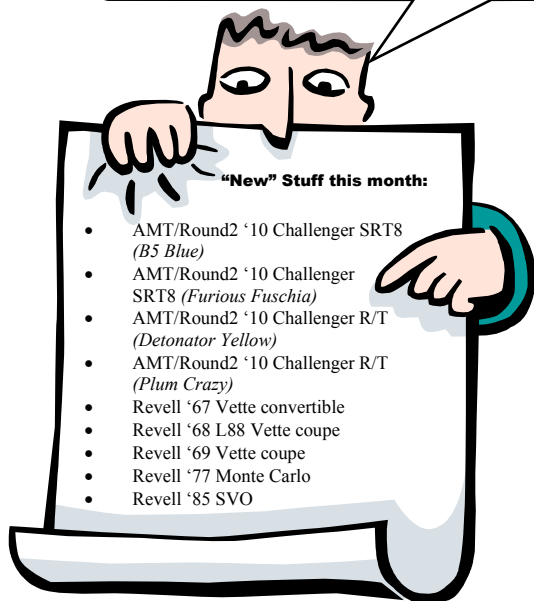 “New” Stuff this month:
• AMT/Round2 ‘10 Challenger SRT8
(B5 Blue)
• AMT/Round2 ‘10 Challenger
SRT8 (Furious Fuschia)
• AMT/Round2 ‘10 Challenger R/T
(Detonator Yellow)
• AMT/Round2 ‘10 Challenger R/T
(Plum Crazy)
• Revell ‘67 Vette convertible
• Revell ‘68 L88 Vette coupe
• Revell ‘69 Vette coupe
• Revell ‘77 Monte Carlo
• Revell ‘85 SVO